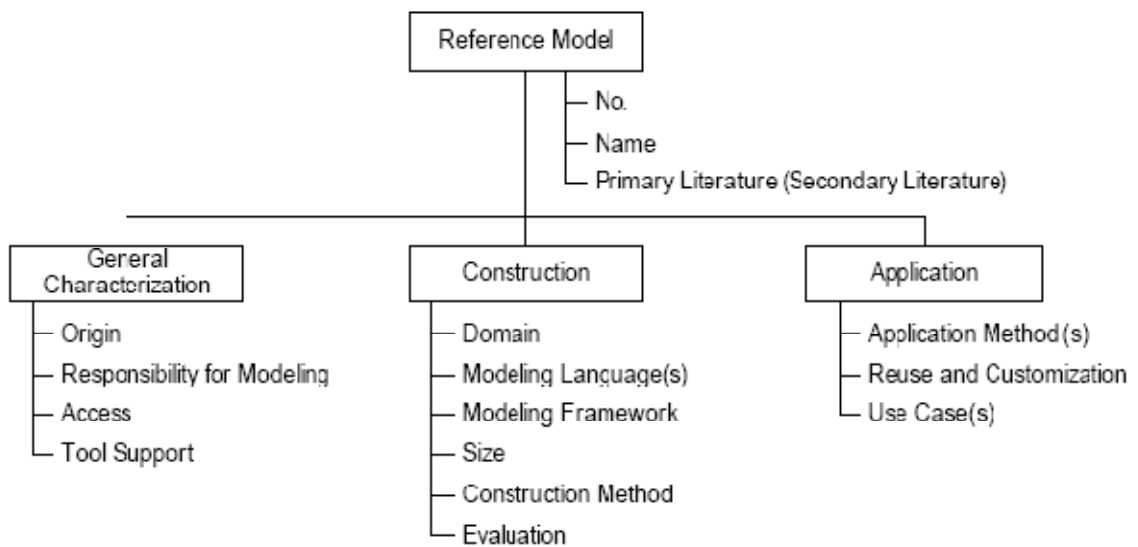 Reference Model
No.
Name
Primary Literature (Secondary Literature)
General
Characterization
Origin
Responsibility for Modeling
Access
Tool Support
Construction
Domain
Modeling Language(s)
Modeling Framework
Size
Construction Method
Evaluation
Application
Application Method(s)
Reuse and Customization
Use Case(s)